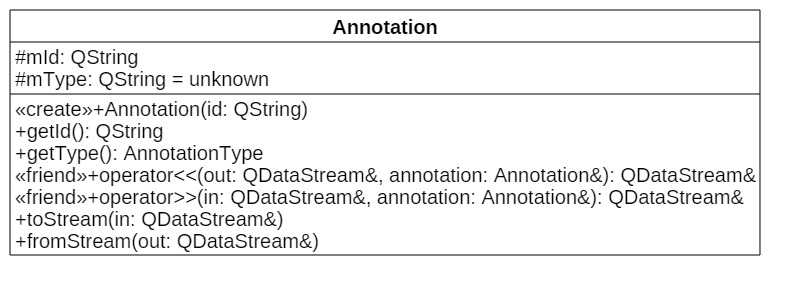 Annotation
#mId: QString
#mType: QString = unknown
«create»+Annotation(id: QString)
+getId(): QString
+getType(): AnnotationType
«friend»+operator<<(out: QDataStream&, annotation: Annotation&): QDataStream&
«friend»+operator>>(in: QDataStream&, annotation: Annotation&): QDataStream&
+toStream(in: QDataStream&)
+fromStream(out: QDataStream&)